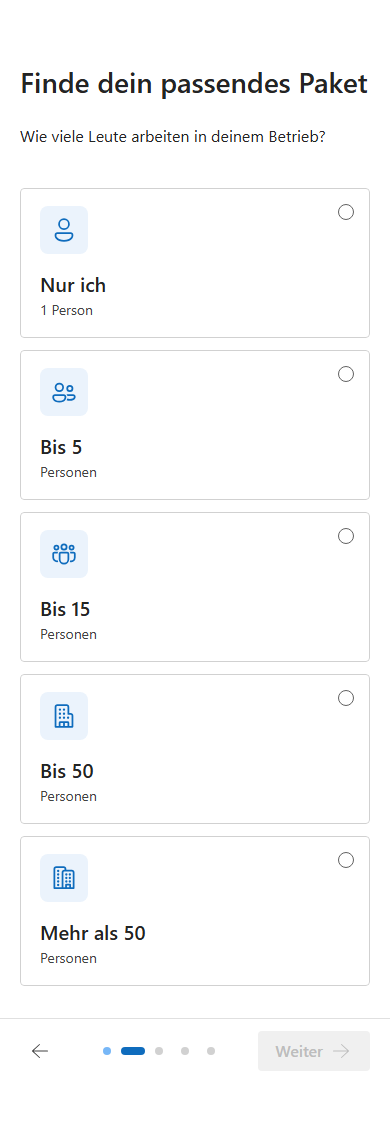 Finde dein passendes Paket
Wie viele Leute arbeiten in deinem Betrieb?
Nur ich
1 Person
Bis 5
Personen
Bis 15
Personen
Bis 50
Personen
Mehr als 50
Personen
Weiter